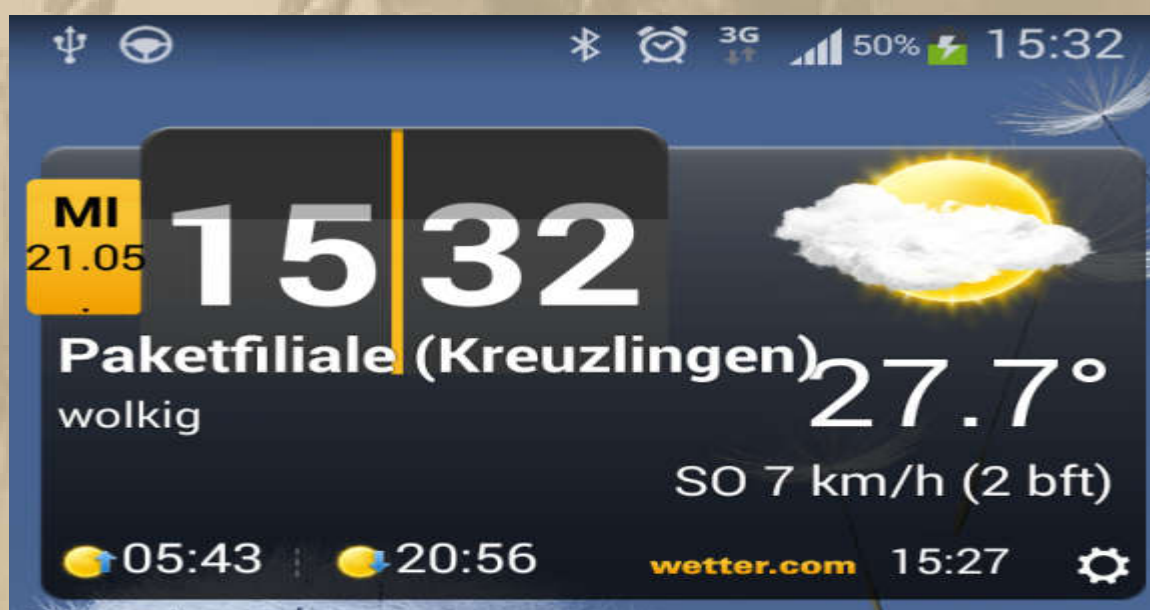 3G 50% 15:32
MI
21.05
.
15 32
Paketfiliale (Kreuzlingen)
27.7°
wolkig
SO 7 km/h (2 bft)
05:43 20:56 wetter.com 15:27